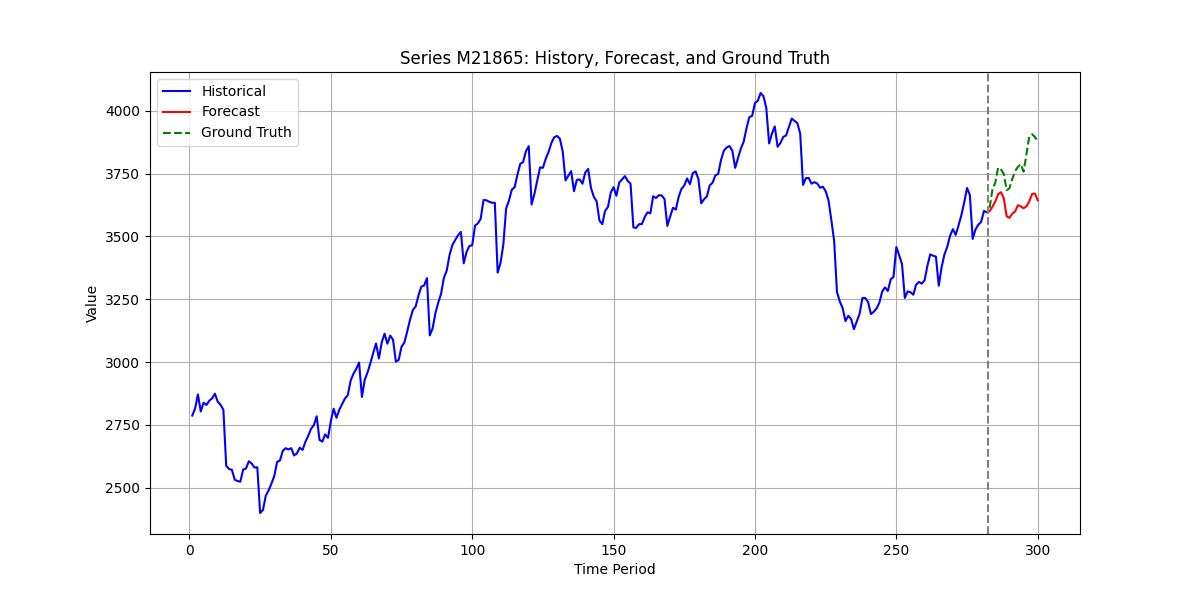 Series M21865: History, Forecast, and Ground Truth
Historical
Forecast
Ground Truth
4000
3750
3500
3250
3000
2750
2500
Value
0 50 100 150 200 250 300
Time Period